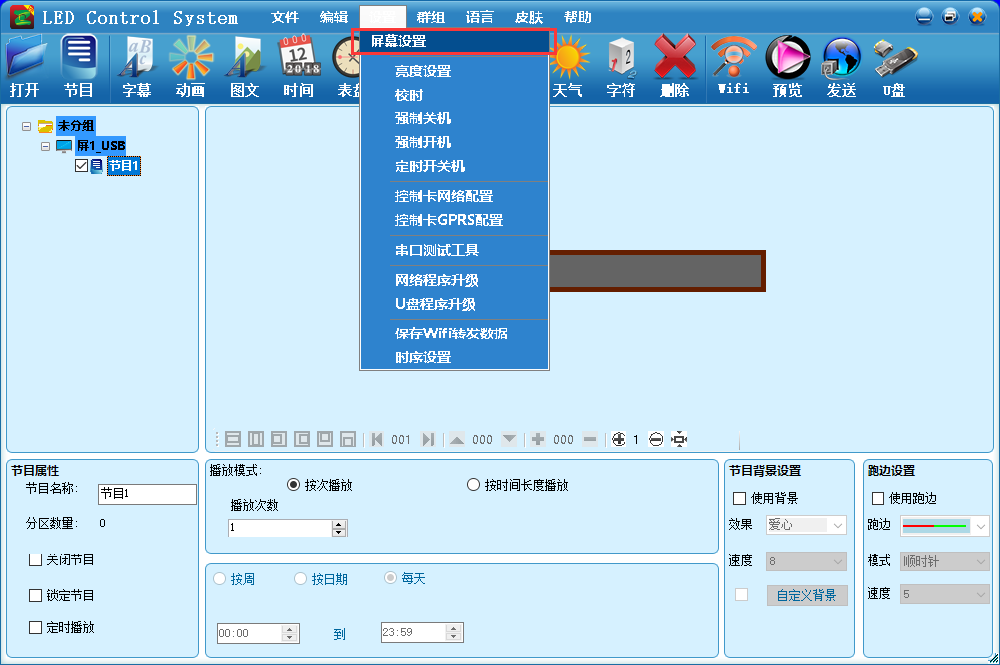 LED Control System 文件 编辑 群组 语言 皮肤 帮助
屏幕设置
亮度设置
校时
强制关机
强制开机
定时开关机
控制卡网络配置
控制卡GPRS配置
串口测试工具
网络程序升级
U盘程序升级
保存Wifi转发数据
时序设置
打开 节目 字幕 动画 图文 时间 表盘 天气 字符 删除 Wifi 预览 发送 U盘
未分组
屏1_USB
节目1
001 000 000 1
节目属性
节目名称: 节目1
分区数量: 0
关闭节目
锁定节目
定时播放
播放模式:
按次播放 按时间长度播放
播放次数
1
按周 按日期 每天
00:00 到 23:59
节目背景设置
使用背景
效果 爱心
速度 8
自定义背景
跑边设置
使用跑边
跑边
模式 顺时针
速度 5